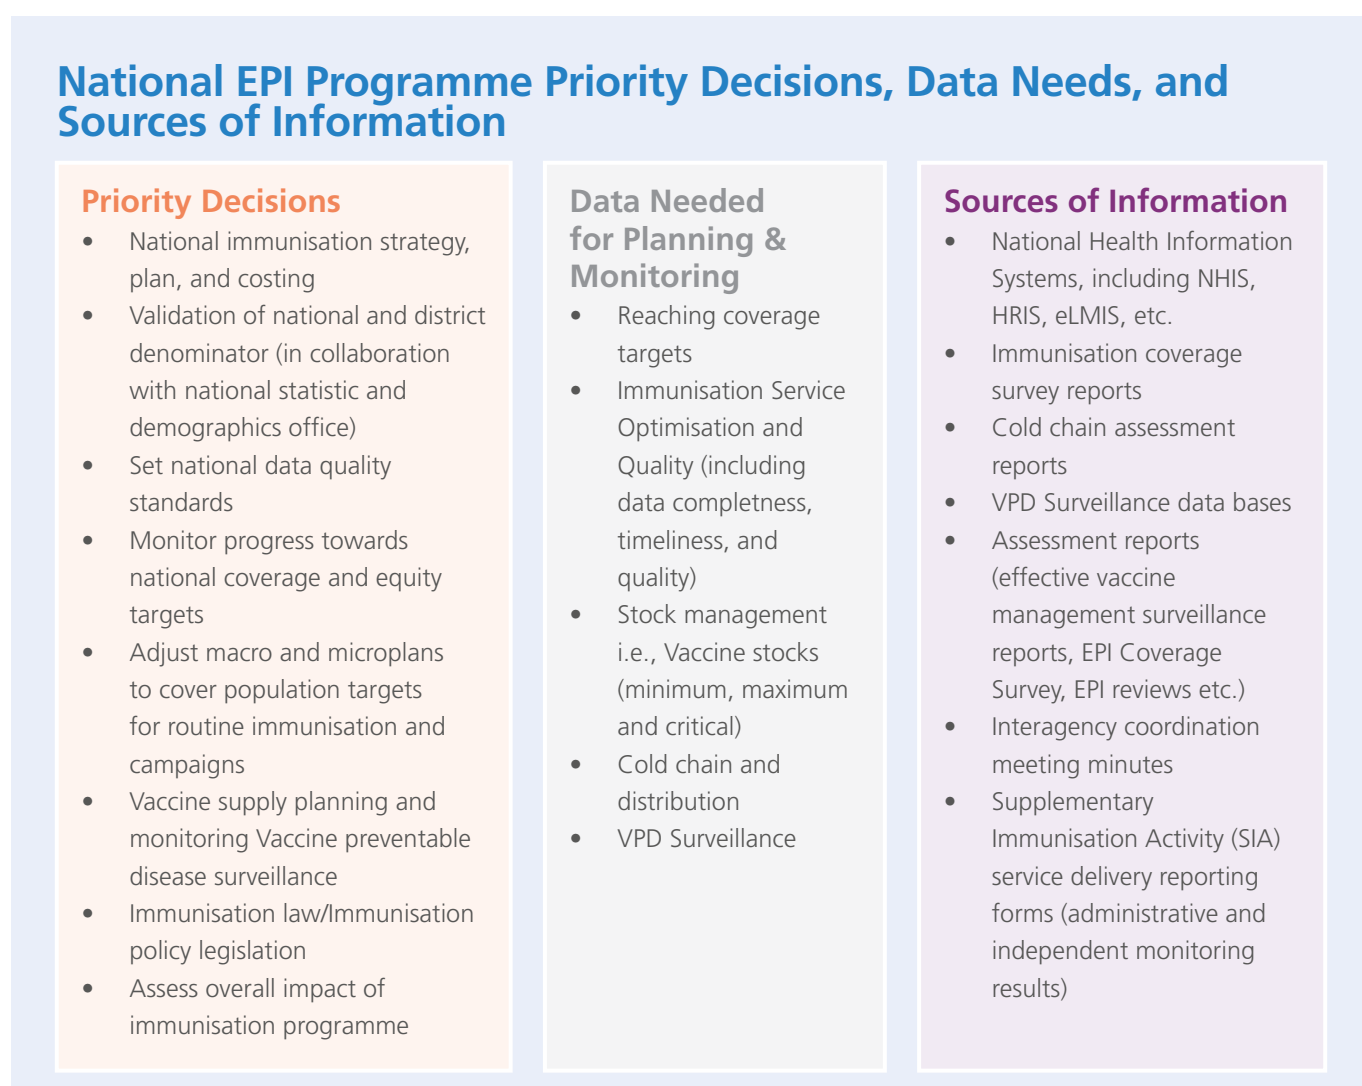 National EPI Programme Priority Decisions, Data Needs, and
Sources of Information
Priority Decisions
• National immunisation strategy,
plan, and costing
• Validation of national and district
denominator (in collaboration
with national statistic and
demographics office)
• Set national data quality
standards
• Monitor progress towards
national coverage and equity
targets
• Adjust macro and microplans
to cover population targets
for routine immunisation and
campaigns
• Vaccine supply planning and
monitoring Vaccine preventable
disease surveillance
• Immunisation law/Immunisation
policy legislation
• Assess overall impact of
immunisation programme
Data Needed
for Planning &
Monitoring
• Reaching coverage
targets
• Immunisation Service
Optimisation and
Quality (including
data completness,
timeliness, and
quality)
• Stock management
i.e., Vaccine stocks
(minimum, maximum
and critical)
• Cold chain and
distribution
• VPD Surveillance
Sources of Information
• National Health Information
Systems, including NHIS,
HRIS, eLMIS, etc.
• Immunisation coverage
survey reports
• Cold chain assessment
reports
• VPD Surveillance data bases
• Assessment reports
(effective vaccine
management surveillance
reports, EPI Coverage
Survey, EPI reviews etc.)
• Interagency coordination
meeting minutes
• Supplementary
Immunisation Activity (SIA)
service delivery reporting
forms (administrative and
independent monitoring
results)